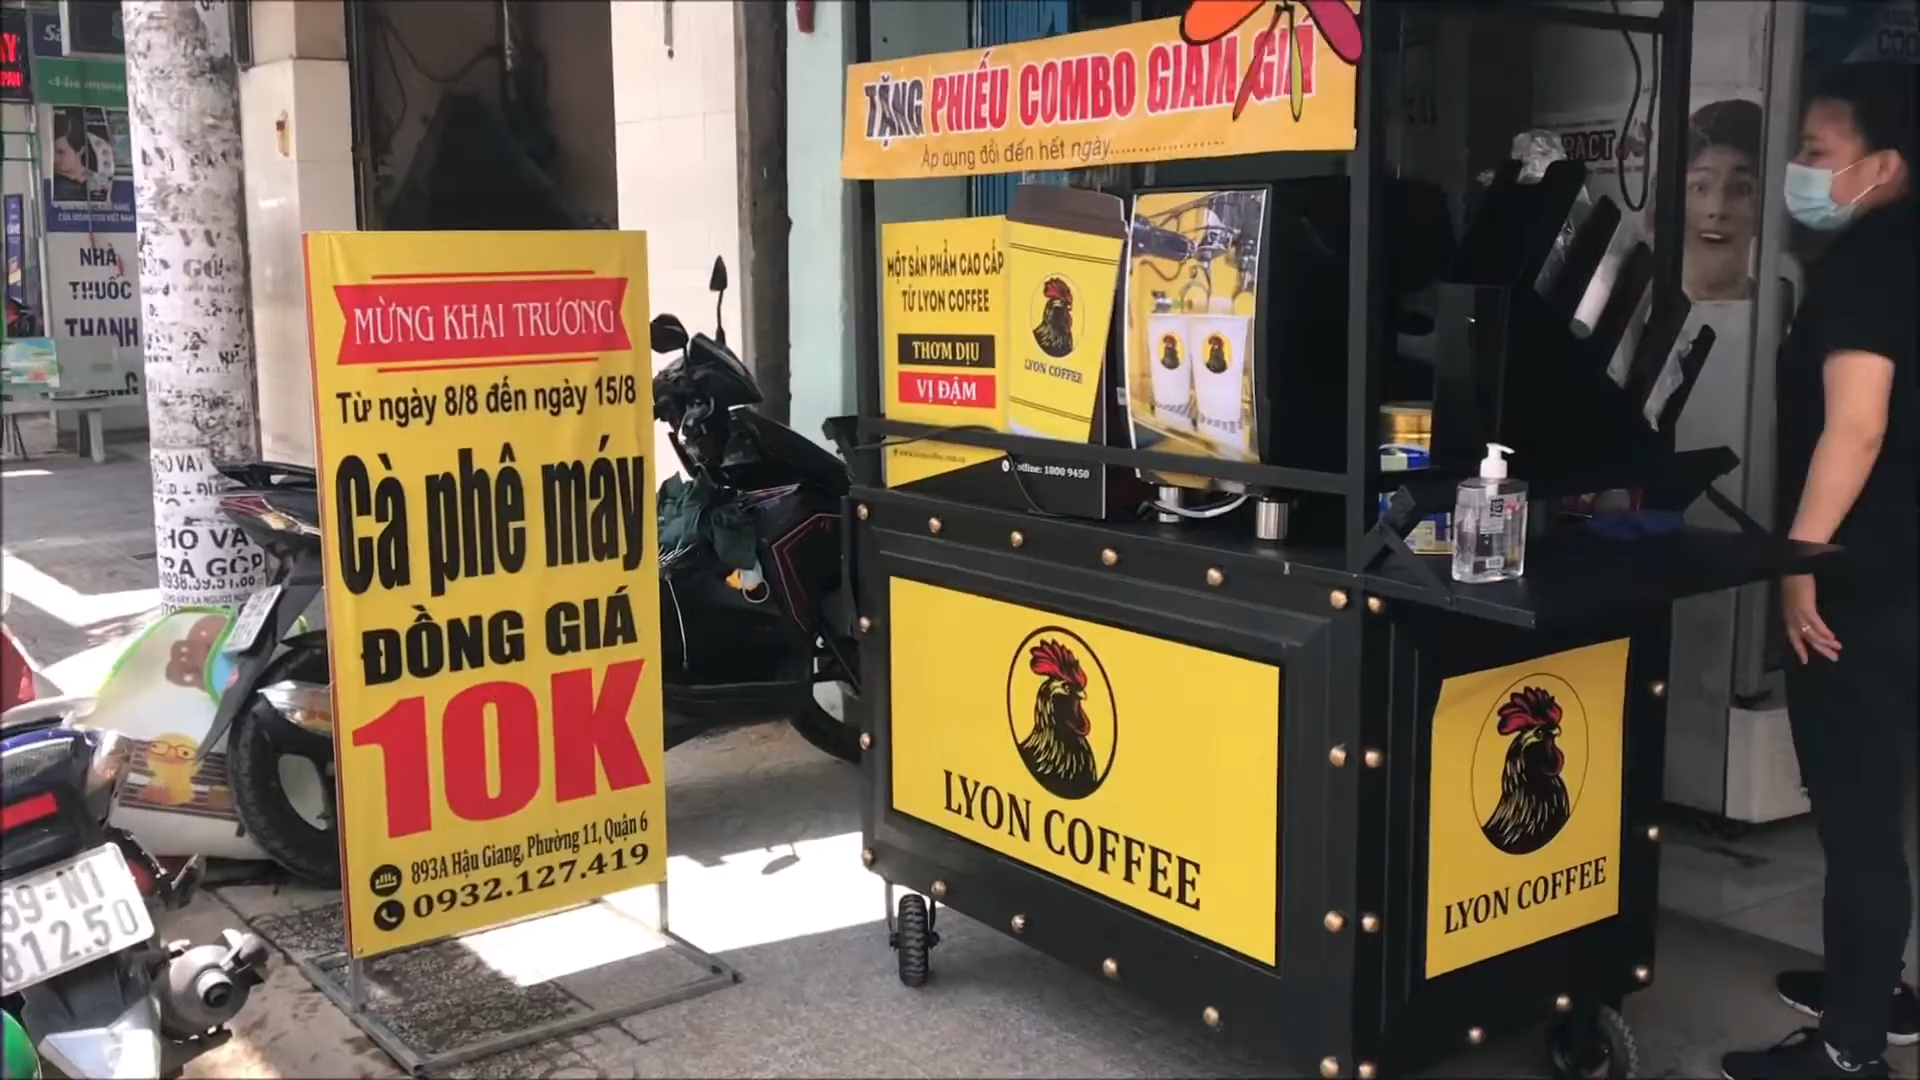 NHÀ
THUỐC
THANH
CHO VAY
TRẢ GÓP
MỪNG KHAI TRƯƠNG
Từ ngày 8/8 đến ngày 15/8
Cà phê máy
ĐỒNG GIÁ
10K
893A Hậu Giang, Phường 11, Quận 6
0932.127.419
59-N1
812.50
TẶNG PHIẾU COMBO GIẢM GIÁ
Áp dụng đổi đến hết ngày......................
MỘT SẢN PHẨM CAO CẤP
TỪ LYON COFFEE
THƠM DỊU
VỊ ĐẬM
LYON COFFEE
Hotline: 1800 9450
LYON COFFEE
LYON COFFEE